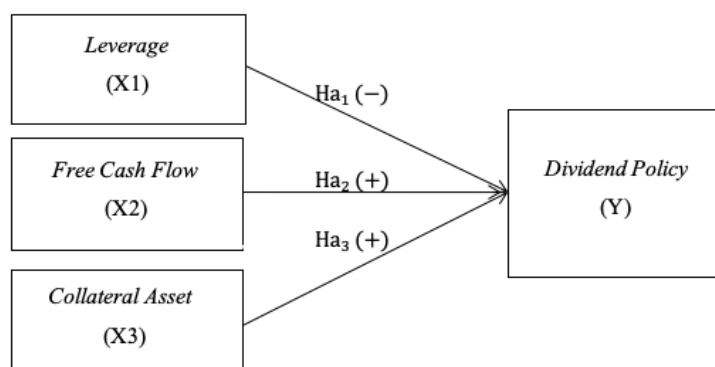 Leverage
(X1)
Ha₁ (−)
Free Cash Flow
(X2)
Ha₂ (+)
Dividend Policy
(Y)
Ha₃ (+)
Collateral Asset
(X3)